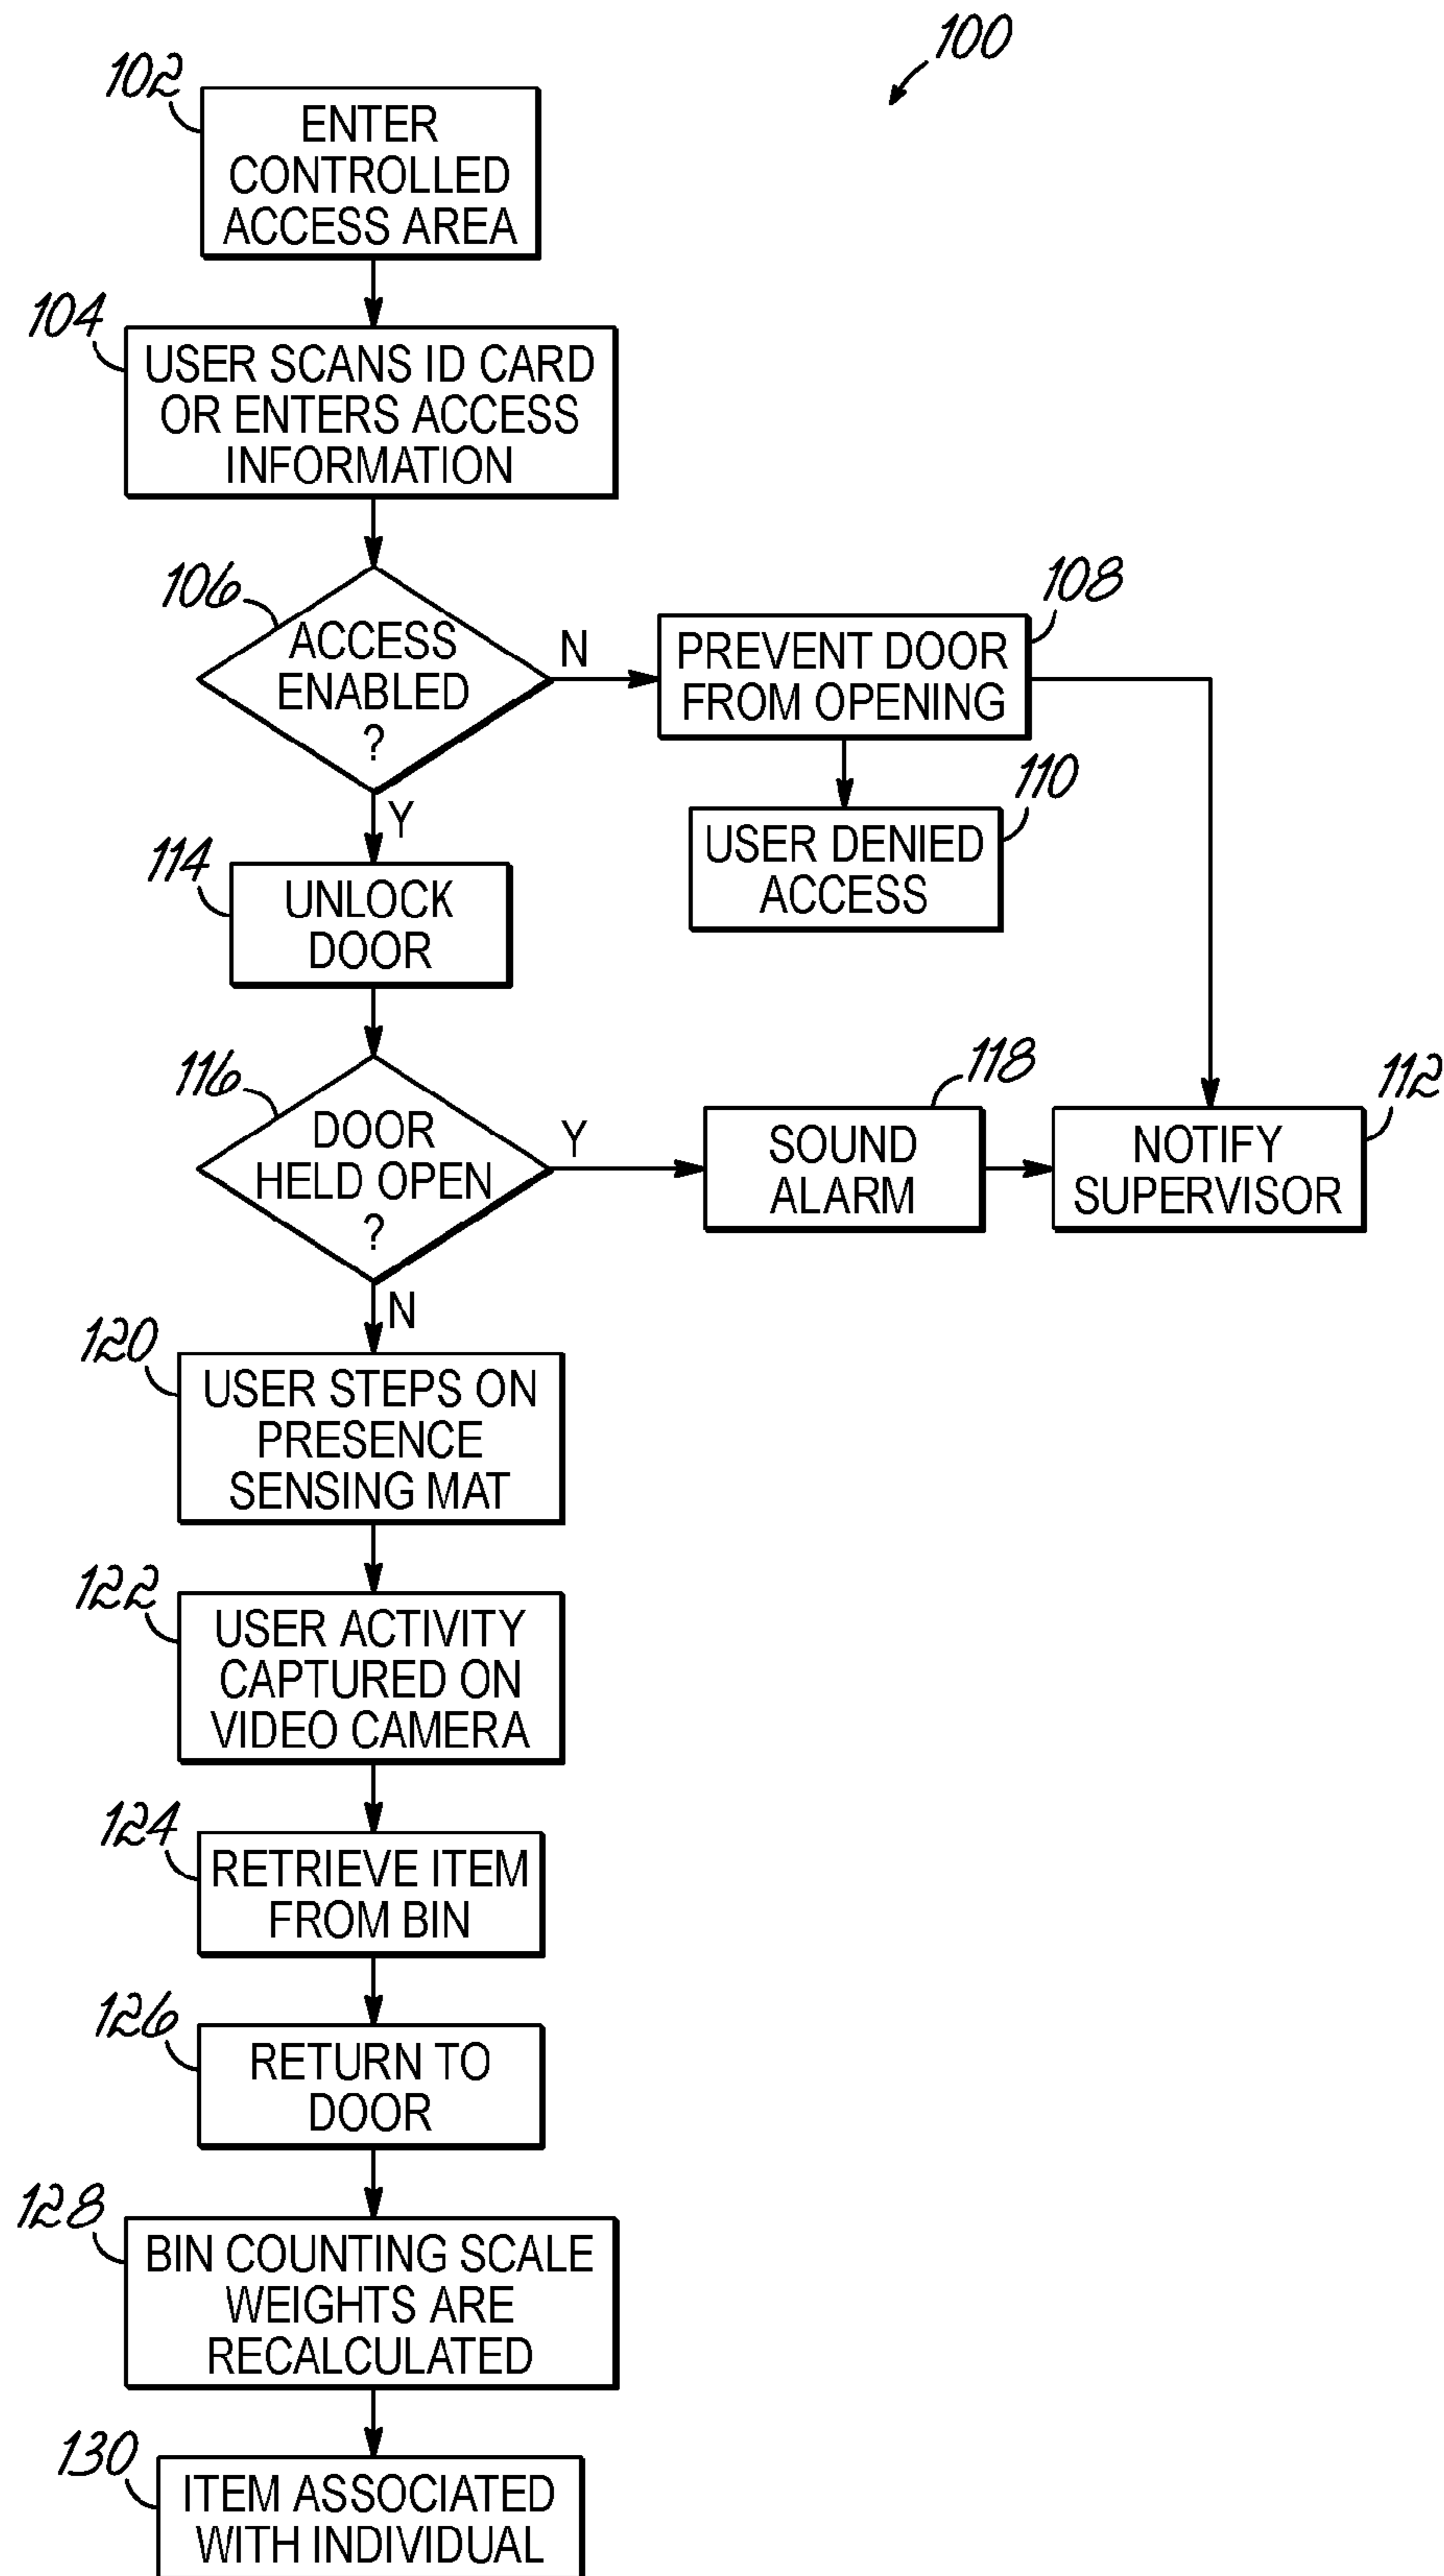 100
102
ENTER
CONTROLLED
ACCESS AREA
104
USER SCANS ID CARD
OR ENTERS ACCESS
INFORMATION
106
ACCESS
ENABLED
?
N
108
PREVENT DOOR
FROM OPENING
110
USER DENIED
ACCESS
Y
114
UNLOCK
DOOR
116
DOOR
HELD OPEN
?
Y
118
SOUND
ALARM
112
NOTIFY
SUPERVISOR
N
120
USER STEPS ON
PRESENCE
SENSING MAT
122
USER ACTIVITY
CAPTURED ON
VIDEO CAMERA
124
RETRIEVE ITEM
FROM BIN
126
RETURN TO
DOOR
128
BIN COUNTING SCALE
WEIGHTS ARE
RECALCULATED
130
ITEM ASSOCIATED
WITH INDIVIDUAL